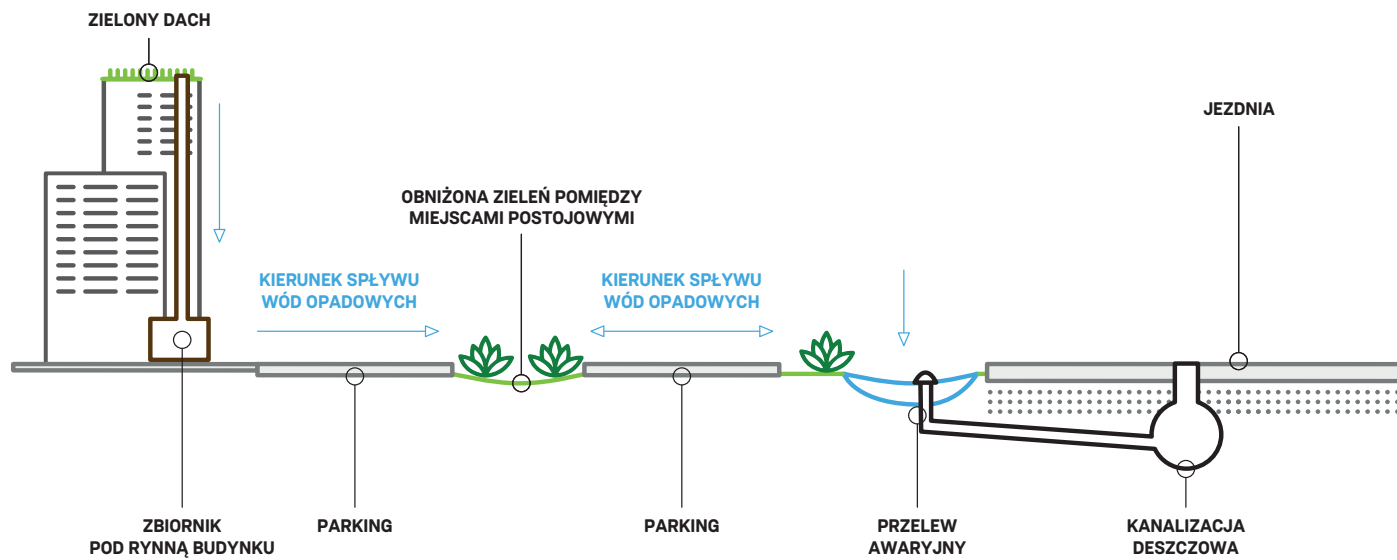 ZIELONY DACH
JEZDNIA
OBNIŻONA ZIELEŃ POMIĘDZY
MIEJSCAMI POSTOJOWYMI
KIERUNEK SPŁYWU
WÓD OPADOWYCH
KIERUNEK SPŁYWU
WÓD OPADOWYCH
ZBIORNIK
POD RYNNĄ BUDYNKU
PARKING
PARKING
PRZELEW
AWARYJNY
KANALIZACJA
DESZCZOWA